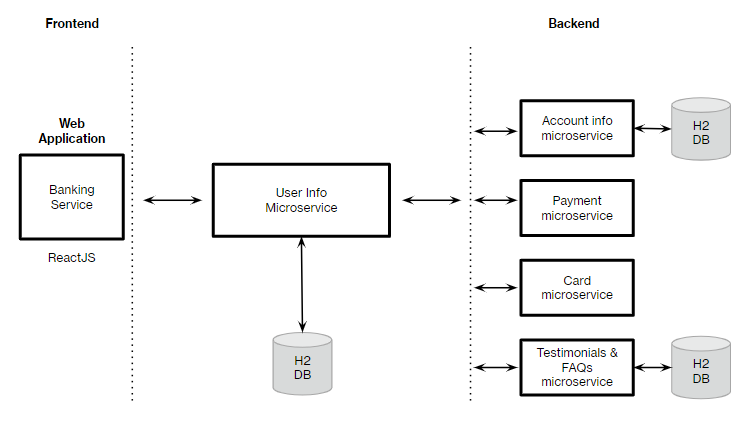 Frontend
Backend
Web
Application
Banking
Service
ReactJS
User Info
Microservice
H2
DB
Account info
microservice
H2
DB
Payment
microservice
Card
microservice
Testimonials &
FAQs
microservice
H2
DB